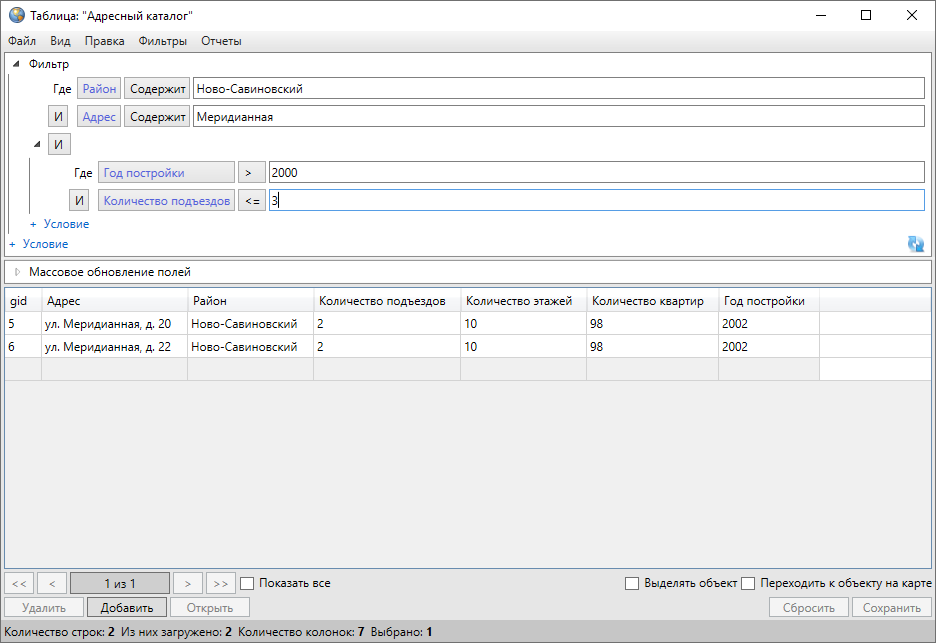 Таблица: "Адресный каталог"
Файл Вид Правка Фильтры Отчеты
Фильтр
Где Район Содержит Ново-Савиновский
И Адрес Содержит Меридианная
И
Где Год постройки > 2000
И Количество подъездов <= 3
+ Условие
+ Условие
Массовое обновление полей
gid Адрес Район Количество подъездов Количество этажей Количество квартир Год постройки
5 ул. Меридианная, д. 20 Ново-Савиновский 2 10 98 2002
6 ул. Меридианная, д. 22 Ново-Савиновский 2 10 98 2002
<< < 1 из 1 > >> Показать все Выделять объект Переходить к объекту на карте
Удалить Добавить Открыть Сбросить Сохранить
Количество строк: 2 Из них загружено: 2 Количество колонок: 7 Выбрано: 1